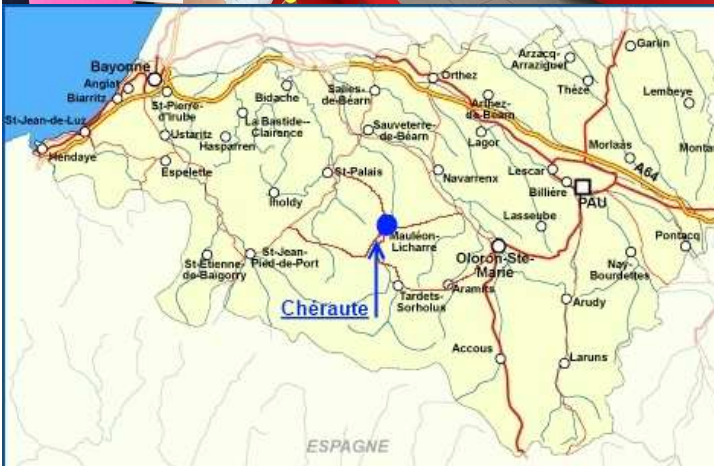 Garlin
Arzacq-
Arraziguet
Bayonne
Orthez
Thèze
Lembeye
Anglet
Biarritz
Bidache
Salies-
de-Béarn
Arthez-
de-Béarn
St-Pierre-
d'Irube
La Bastide-
Clairence
St-Jean-de-Luz
Ustaritz
Hasparren
Sauveterre-
de-Béarn
Lagor
Morlaas
Hendaye
Espelette
St-Palais
Navarrenx
Lescar
A64
Billère
PAU
Iholdy
Lasseube
Mauléon-
Licharre
Pontacq
St-Etienne-
de-Baigorry
St-Jean-
Pied-de-Port
Oloron-Ste-
Marie
Nay-
Bourdettes
Chéraute
Tardets-
Sorholus
Aramits
Arudy
Accous
Laruns
ESPAGNE